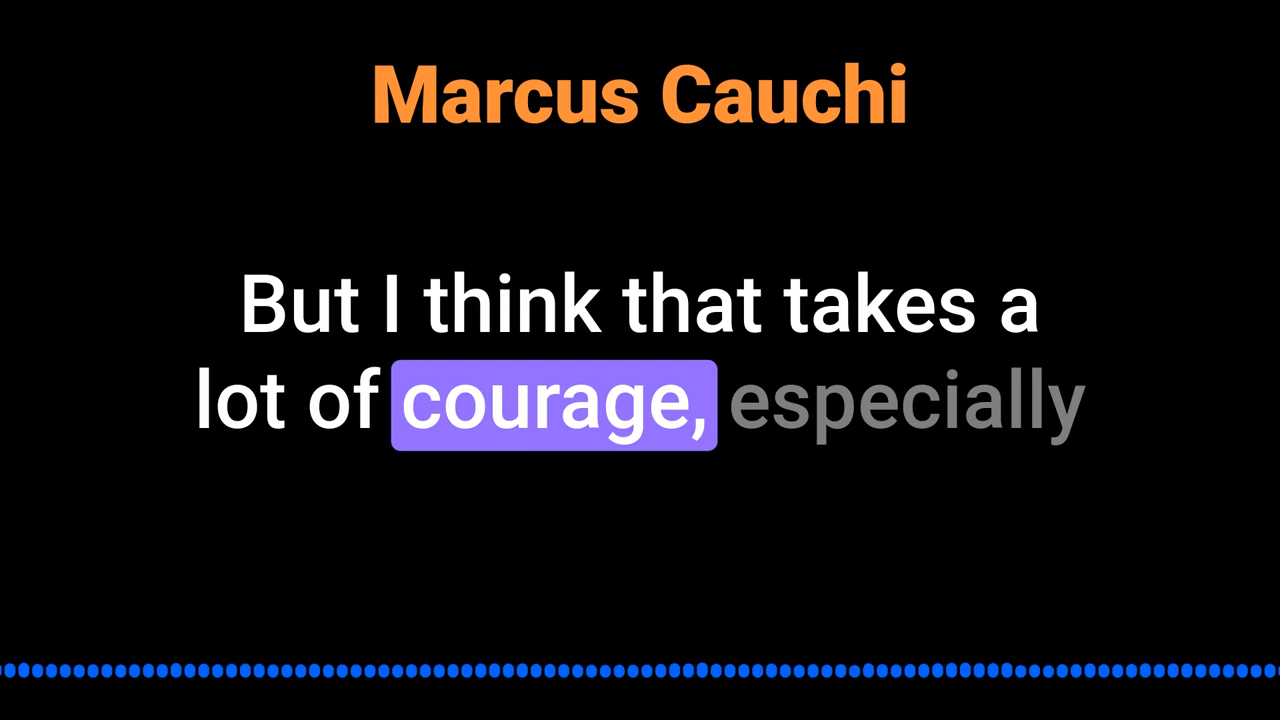 Marcus Cauchi
But I think that takes a
lot of courage, especially